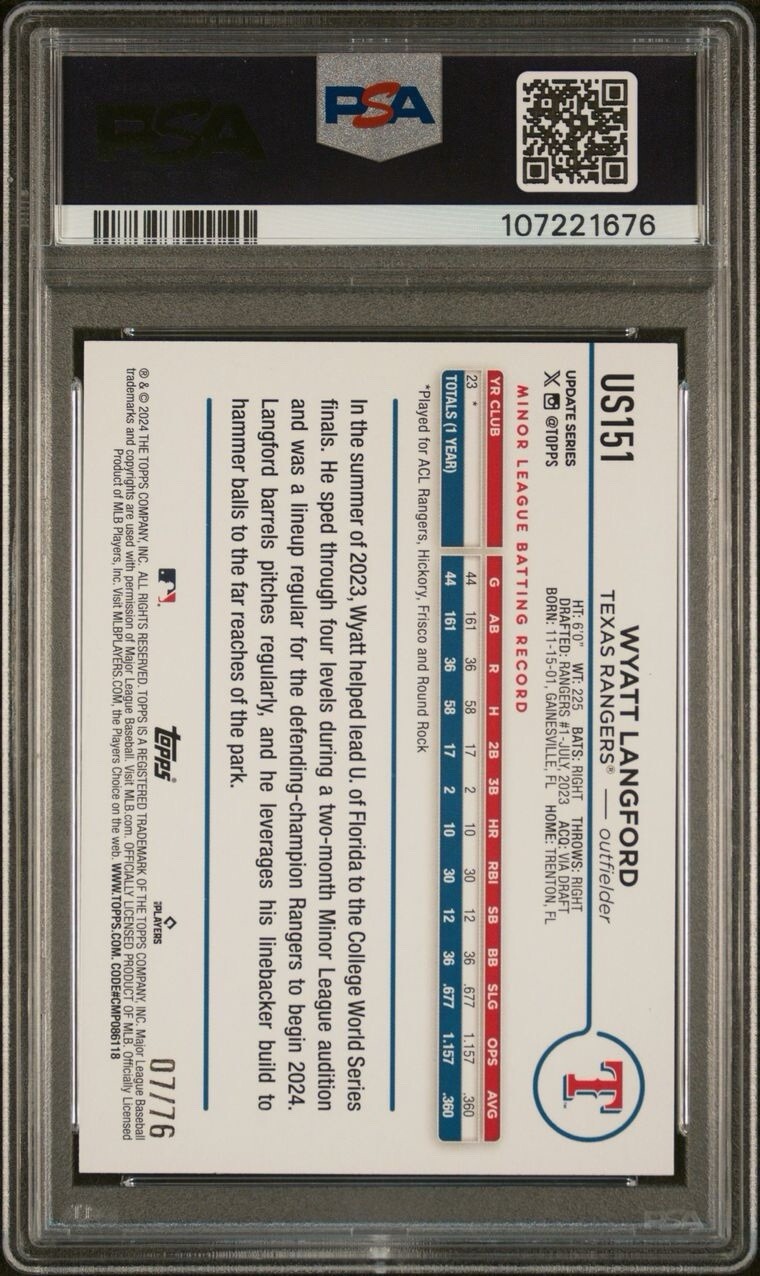 PSA
PSA
107221676
US151
UPDATE SERIES
X @TOPPS
WYATT LANGFORD
TEXAS RANGERS® — outfielder
HT: 6'0" WT: 225 BATS: RIGHT THROWS: RIGHT
DRAFTED: RANGERS #1-JULY, 2023 ACQ: VIA DRAFT
BORN: 11-15-01, GAINESVILLE, FL HOME: TRENTON, FL
T
MINOR LEAGUE BATTING RECORD
YR CLUB G AB R H 2B 3B HR RBI SB BB SLG OPS AVG
23 * 44 161 36 58 17 2 10 30 12 36 .677 1.157 .360
TOTALS (1 YEAR) 44 161 36 58 17 2 10 30 12 36 .677 1.157 .360
*Played for ACL Rangers, Hickory, Frisco and Round Rock
In the summer of 2023, Wyatt helped lead U. of Florida to the College World Series
finals. He sped through four levels during a two-month Minor League audition
and was a lineup regular for the defending-champion Rangers to begin 2024.
Langford barrels pitches regularly, and he leverages his linebacker build to
hammer balls to the far reaches of the park.
topps®
PLAYERS
07/76
® & © 2024 THE TOPPS COMPANY, INC. ALL RIGHTS RESERVED. TOPPS IS A REGISTERED TRADEMARK OF THE TOPPS COMPANY, INC. Major League Baseball
trademarks and copyrights are used with permission of Major League Baseball. Visit MLB.com. OFFICIALLY LICENSED PRODUCT OF MLB. Officially Licensed
Product of MLB Players, Inc. Visit MLBPLAYERS.COM, the Players Choice on the web. WWW.TOPPS.COM. CODE#CMP086118
PSA